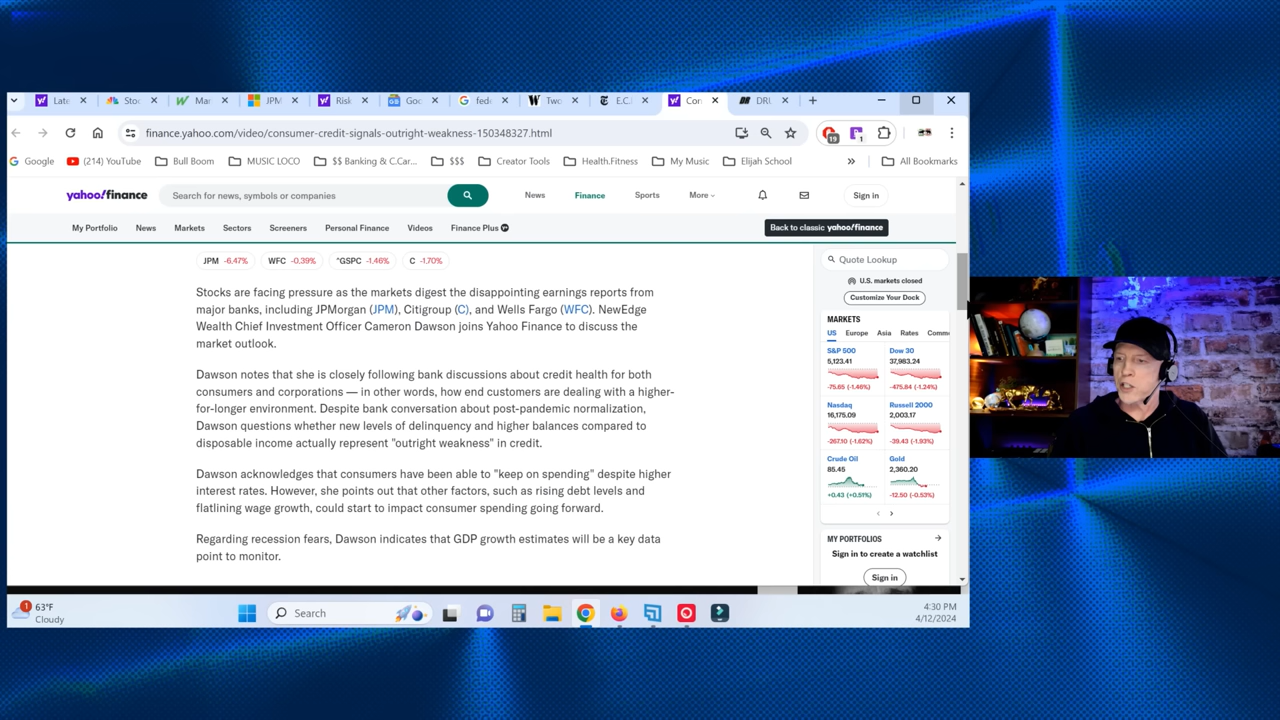 Late
Sto
Mar
JPM
Risk
Goc
fede
Two
E.C.I
Con
DRU
finance.yahoo.com/video/consumer-credit-signals-outright-weakness-150348327.html
19
1
Google
(214) YouTube
Bull Boom
MUSIC LOCO
$$ Banking & C.Car...
$$$
Creator Tools
Health.Fitness
My Music
Elijah School
»
All Bookmarks
yahoo!finance
Search for news, symbols or companies
News
Finance
Sports
More
Sign in
My Portfolio
News
Markets
Sectors
Screeners
Personal Finance
Videos
Finance Plus
Back to classic yahoo!finance
JPM -6.47%
WFC -0.39%
^GSPC -1.46%
C -1.70%
Stocks are facing pressure as the markets digest the disappointing earnings reports from
major banks, including JPMorgan (JPM), Citigroup (C), and Wells Fargo (WFC). NewEdge
Wealth Chief Investment Officer Cameron Dawson joins Yahoo Finance to discuss the
market outlook.
Dawson notes that she is closely following bank discussions about credit health for both
consumers and corporations — in other words, how end customers are dealing with a higher-
for-longer environment. Despite bank conversation about post-pandemic normalization,
Dawson questions whether new levels of delinquency and higher balances compared to
disposable income actually represent "outright weakness" in credit.
Dawson acknowledges that consumers have been able to "keep on spending" despite higher
interest rates. However, she points out that other factors, such as rising debt levels and
flatlining wage growth, could start to impact consumer spending going forward.
Regarding recession fears, Dawson indicates that GDP growth estimates will be a key data
point to monitor.
Quote Lookup
U.S. markets closed
Customize Your Dock
MARKETS
US Europe Asia Rates Comm
S&P 500 Dow 30
5,123.41 37,983.24
-75.65 (-1.46%) -475.84 (-1.24%)
Nasdaq Russell 2000
16,175.09 2,003.17
-267.10 (-1.62%) -39.43 (-1.93%)
Crude Oil Gold
85.45 2,360.20
+0.43 (+0.51%) -12.50 (-0.53%)
MY PORTFOLIOS
Sign in to create a watchlist
Sign in
1
63°F
Cloudy
Search
4:30 PM
4/12/2024